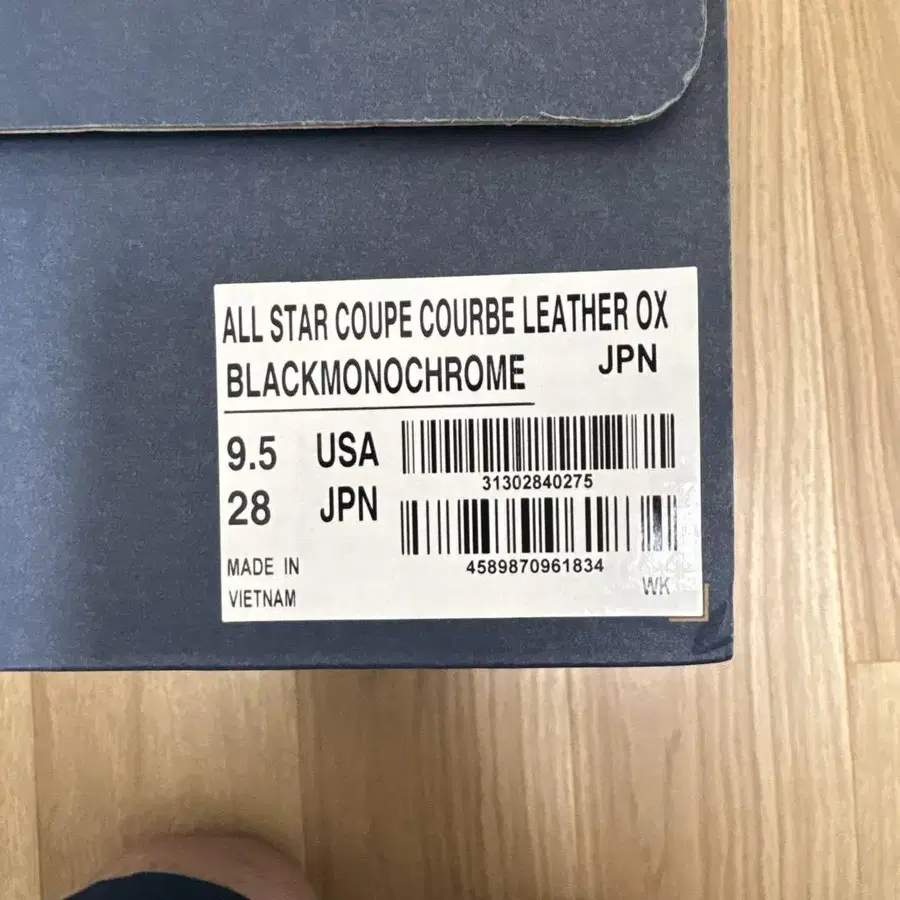 ALL STAR COUPE COURBE LEATHER OX
BLACKMONOCHROME JPN
9.5 USA
31302840275
28 JPN
4589870961834
MADE IN
VIETNAM
WK